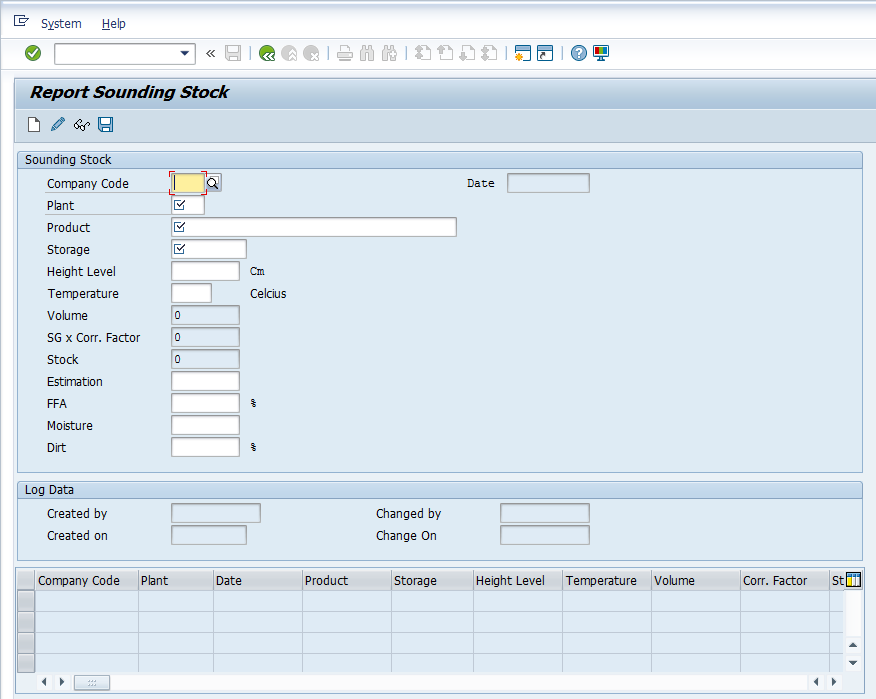 System Help
Report Sounding Stock
Sounding Stock
Company Code Date
Plant
Product
Storage
Height Level Cm
Temperature Celcius
Volume 0
SG x Corr. Factor 0
Stock 0
Estimation
FFA %
Moisture
Dirt %
Log Data
Created by Changed by
Created on Change On
Company Code Plant Date Product Storage Height Level Temperature Volume Corr. Factor St